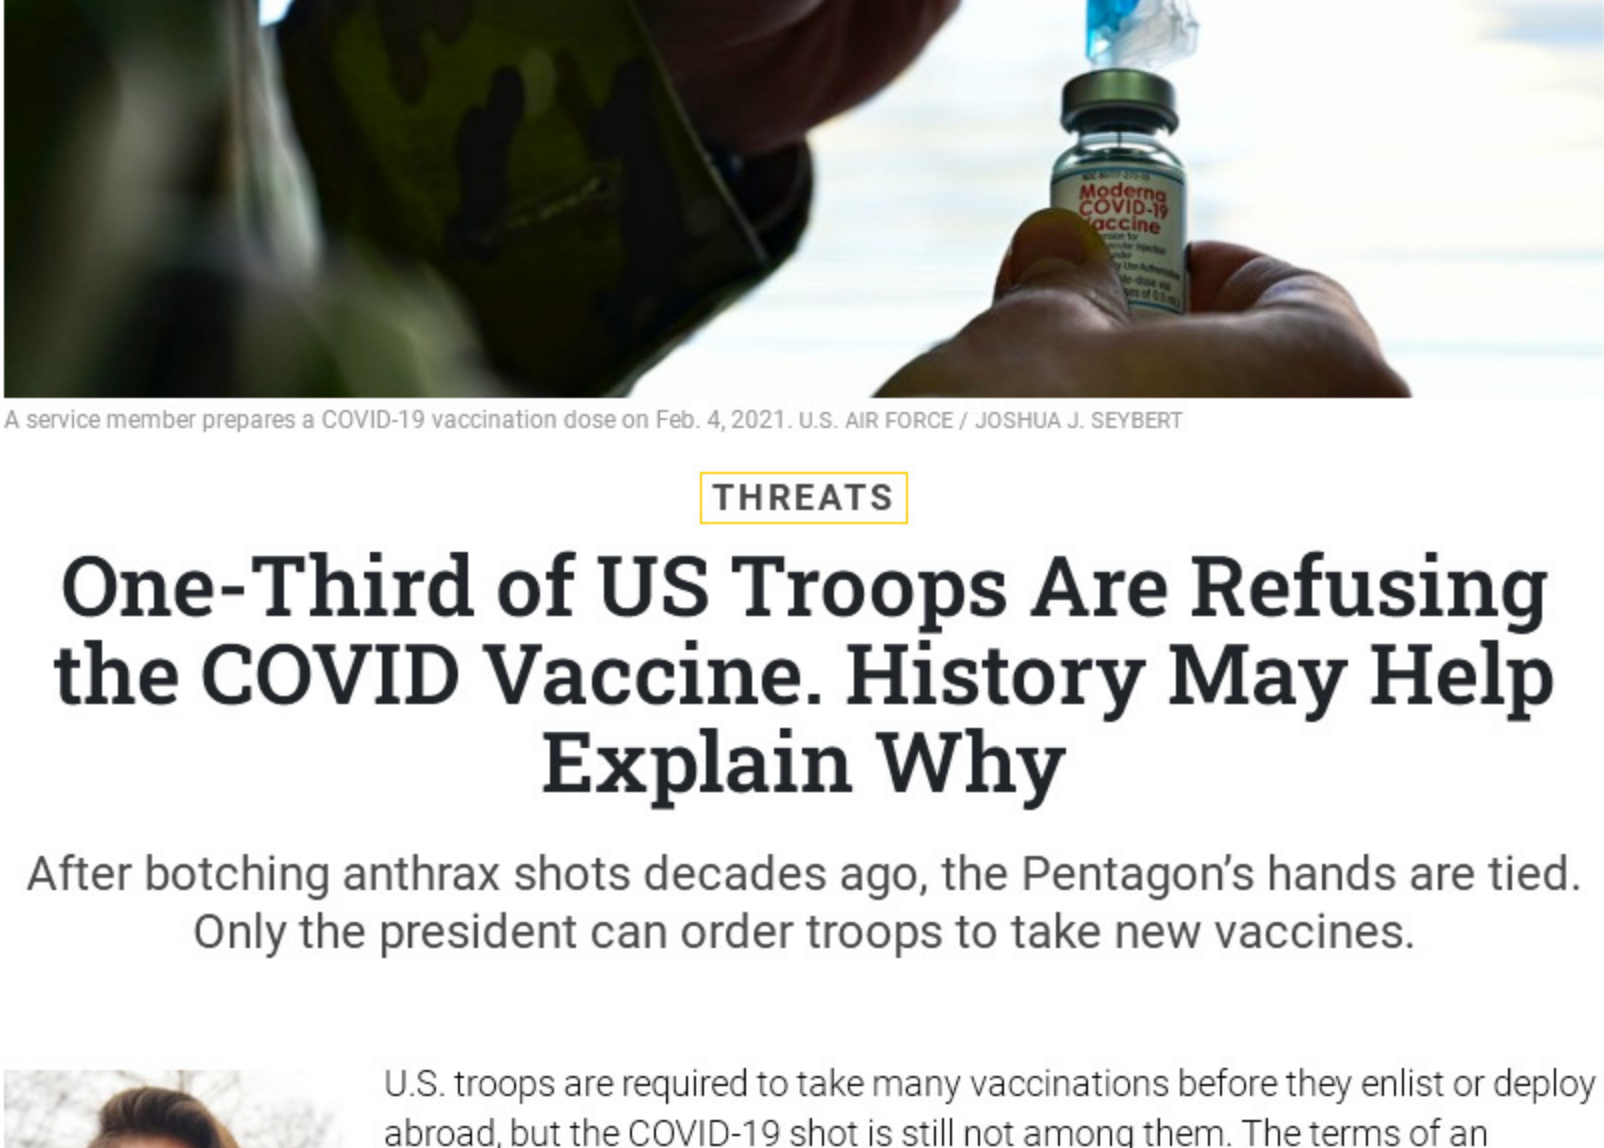 Moderna
COVID-19
accine
A service member prepares a COVID-19 vaccination dose on Feb. 4, 2021. U.S. AIR FORCE / JOSHUA J. SEYBERT
THREATS
One-Third of US Troops Are Refusing
the COVID Vaccine. History May Help
Explain Why
After botching anthrax shots decades ago, the Pentagon's hands are tied.
Only the president can order troops to take new vaccines.
U.S. troops are required to take many vaccinations before they enlist or deploy
abroad, but the COVID-19 shot is still not among them. The terms of an